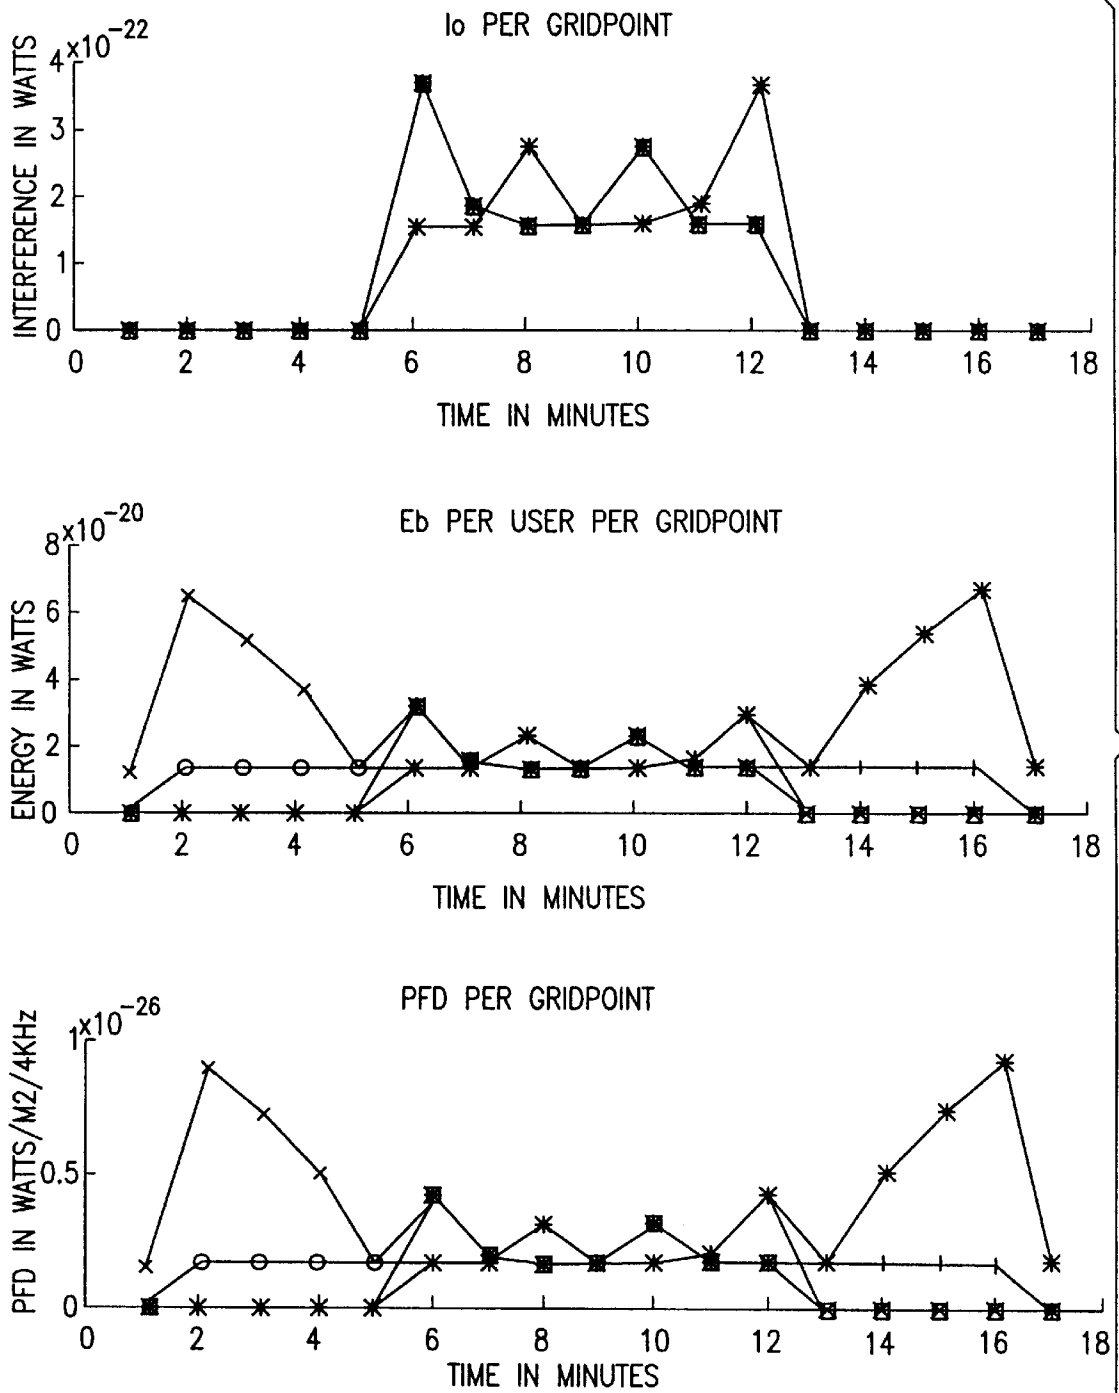 Io PER GRIDPOINT
4x10-22
3
2
1
0
INTERFERENCE IN WATTS
0 2 4 6 8 10 12 14 16 18
TIME IN MINUTES
Eb PER USER PER GRIDPOINT
8x10-20
6
4
2
0
ENERGY IN WATTS
0 2 4 6 8 10 12 14 16 18
TIME IN MINUTES
PFD PER GRIDPOINT
1x10-26
0.5
0
PFD IN WATTS/M2/4KHz
0 2 4 6 8 10 12 14 16 18
TIME IN MINUTES